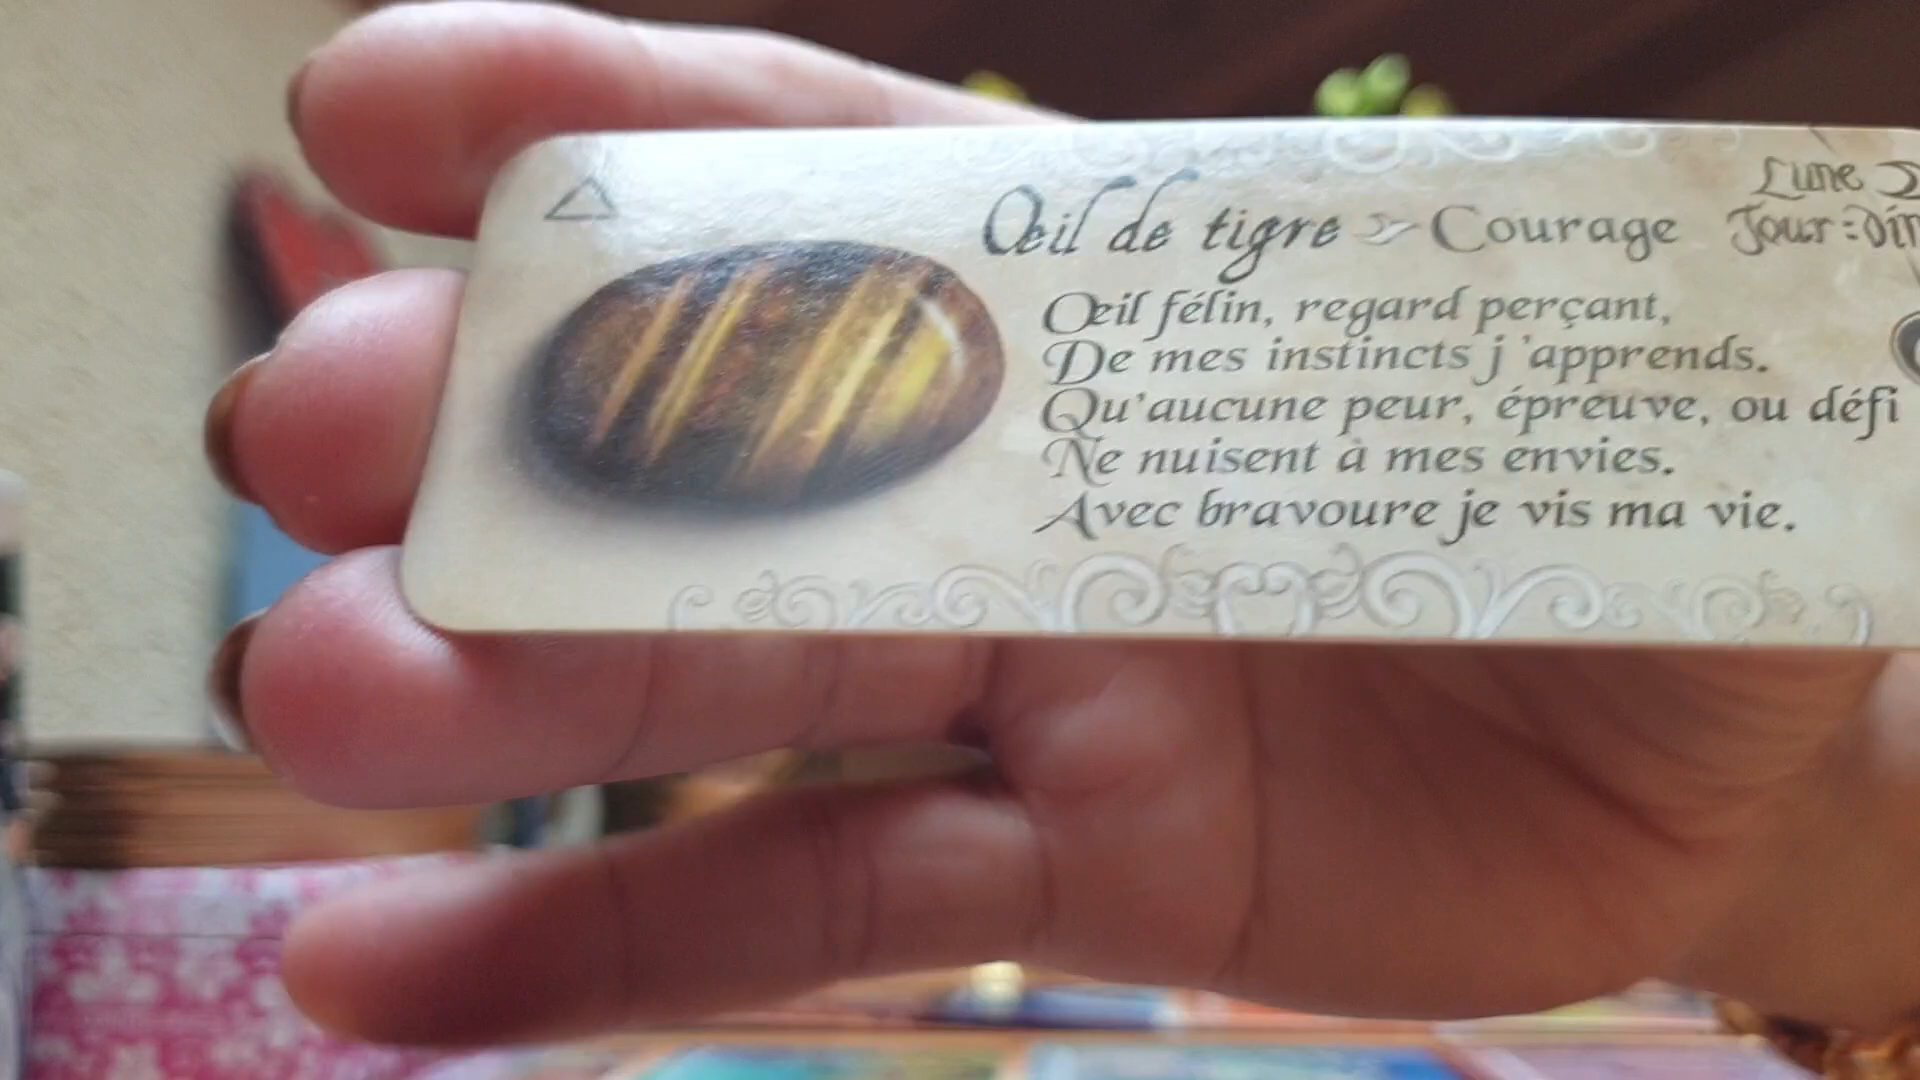 Œil de tigre Courage
Lune
Jour : Dim
Œil félin, regard perçant,
De mes instincts j'apprends.
Qu'aucune peur, épreuve, ou défi
Ne nuisent à mes envies.
Avec bravoure je vis ma vie.